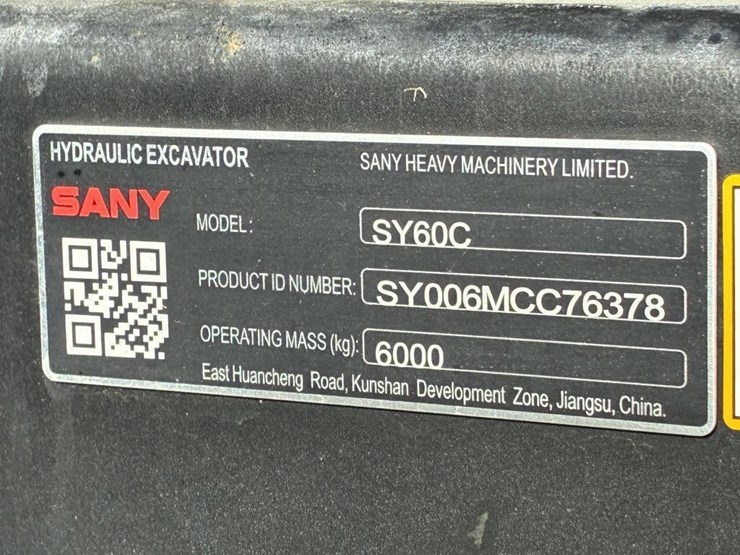 HYDRAULIC EXCAVATOR
SANY HEAVY MACHINERY LIMITED.
SANY
MODEL: SY60C
PRODUCT ID NUMBER: SY006MCC76378
OPERATING MASS (kg): 6000
East Huancheng Road, Kunshan Development Zone, Jiangsu, China.